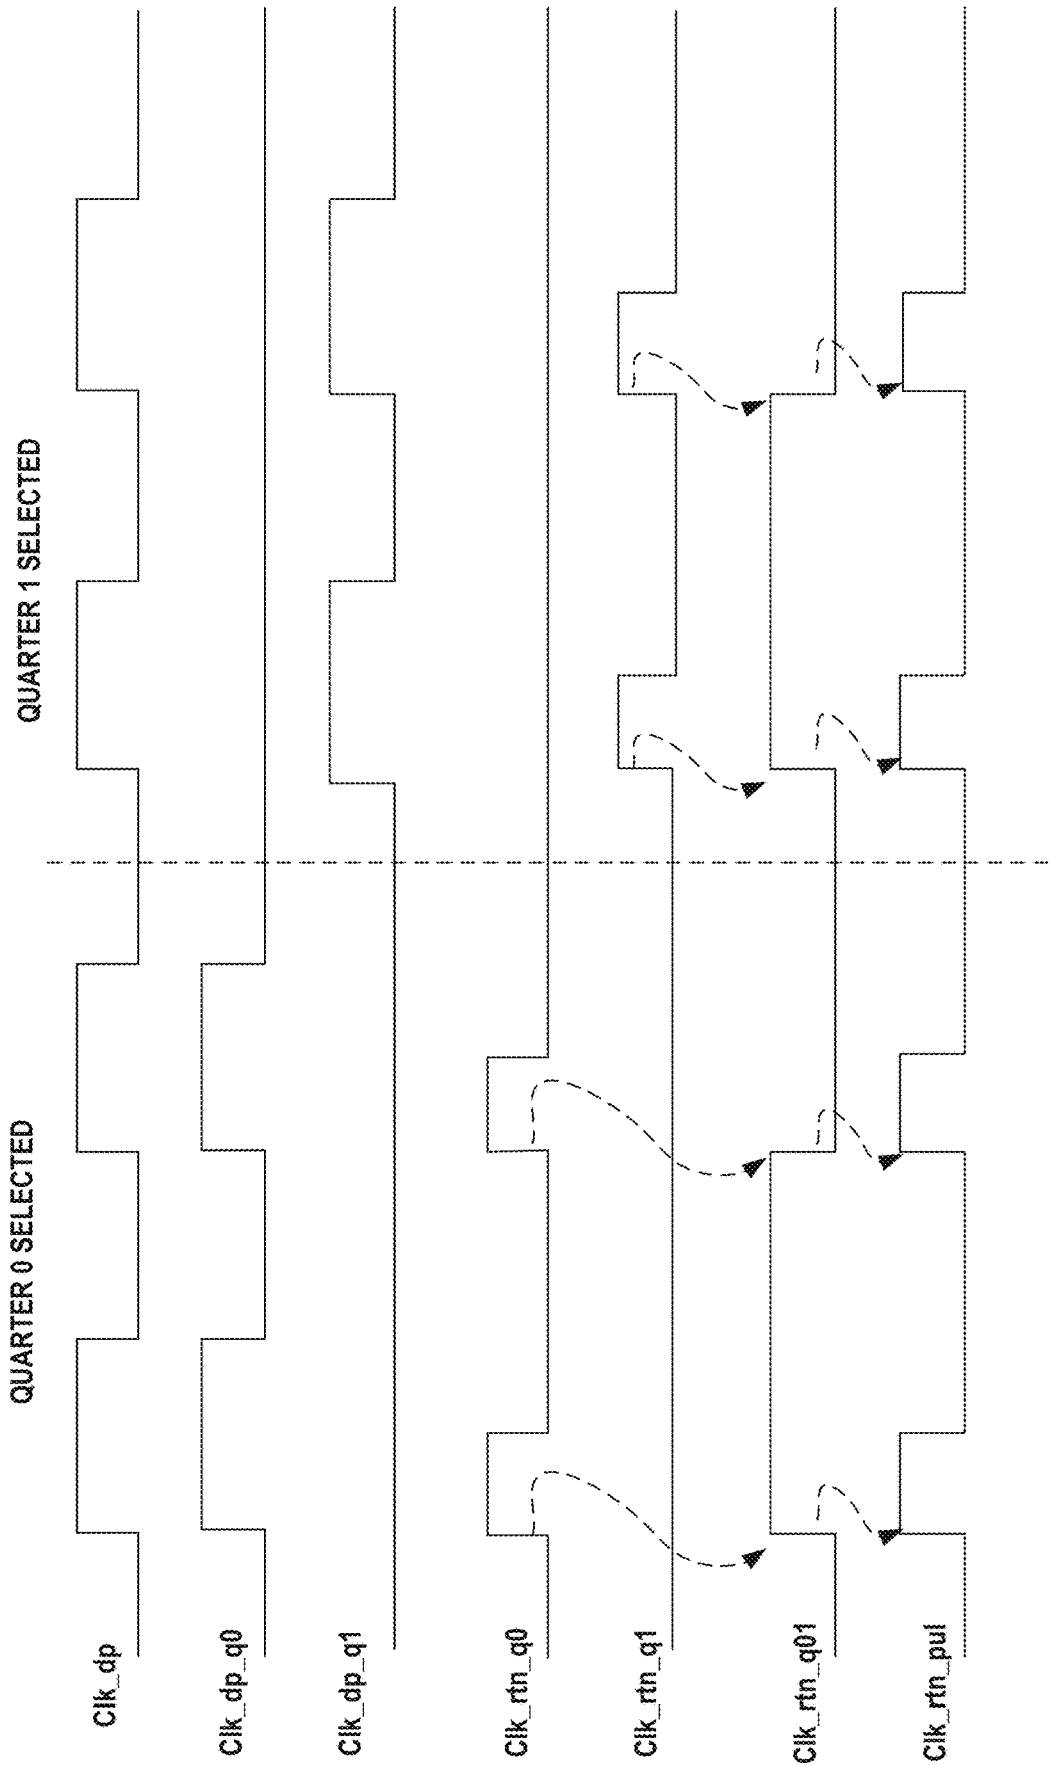 QUARTER 0 SELECTED
QUARTER 1 SELECTED
Clk_dp
Clk_dp_q0
Clk_dp_q1
Clk_rtn_q0
Clk_rtn_q1
Clk_rtn_q01
Clk_rtn_pul